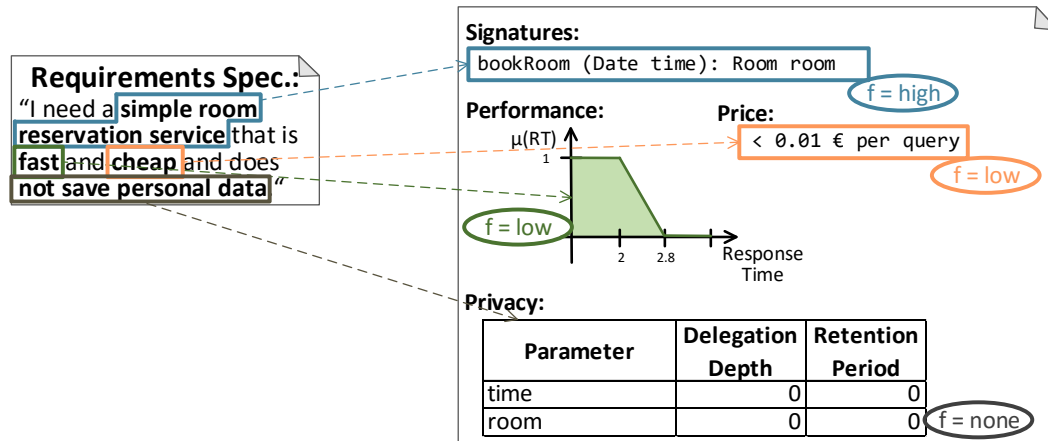 Requirements Spec.:
“I need a simple room
reservation service that is
fast and cheap and does
not save personal data “
Signatures:
bookRoom (Date time): Room room
f = high
Performance:
Price:
μ(RT)
1
< 0.01 € per query
f = low
f = low
2
2.8
Response
Time
Privacy:
Parameter Delegation Depth Retention Period
time 0 0
room 0 0
f = none